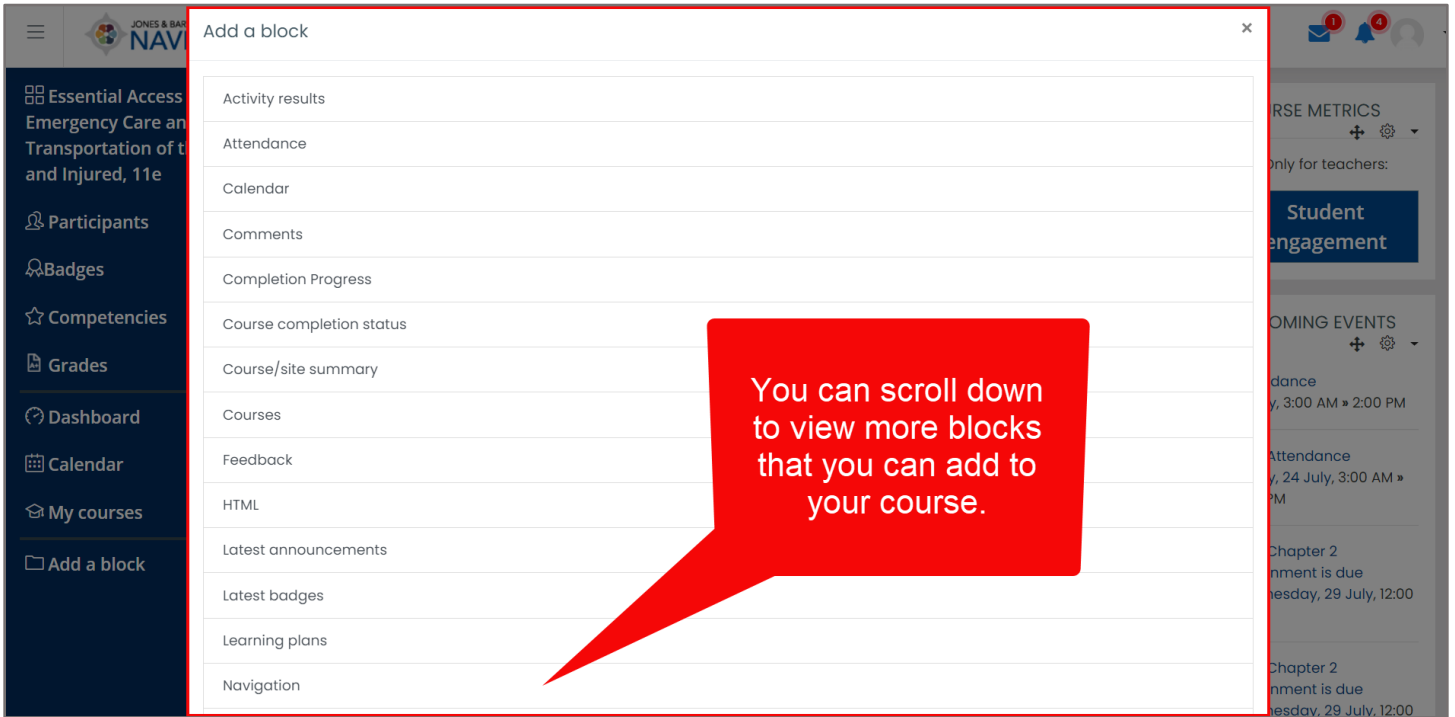 JONES & BAR
NAVI
Add a block
×
1
4
Essential Access
Emergency Care an
Transportation of t
and Injured, 11e
Participants
Badges
Competencies
Grades
Dashboard
Calendar
My courses
Add a block
Activity results
Attendance
Calendar
Comments
Completion Progress
Course completion status
Course/site summary
Courses
Feedback
HTML
Latest announcements
Latest badges
Learning plans
Navigation
You can scroll down
to view more blocks
that you can add to
your course.
RSE METRICS
Only for teachers:
Student
engagement
OMING EVENTS
dance
y, 3:00 AM » 2:00 PM
Attendance
y, 24 July, 3:00 AM »
PM
Chapter 2
nment is due
nesday, 29 July, 12:00
Chapter 2
nment is due
nesday, 29 July, 12:00